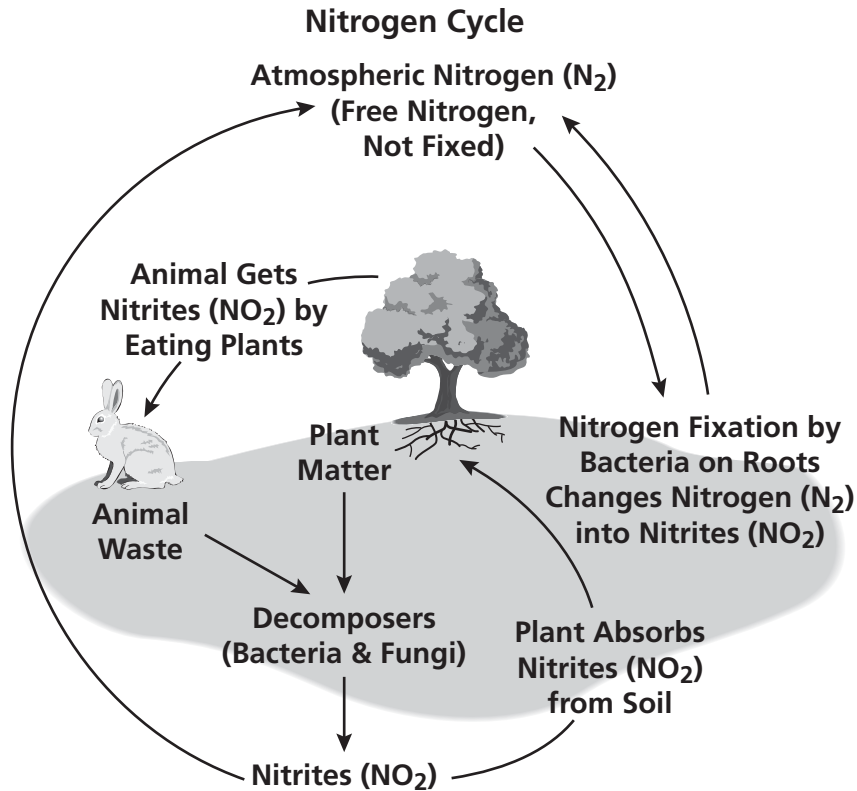 Nitrogen Cycle
Atmospheric Nitrogen (N₂)
(Free Nitrogen,
Not Fixed)
Animal Gets
Nitrites (NO₂) by
Eating Plants
Plant
Matter
Nitrogen Fixation by
Bacteria on Roots
Changes Nitrogen (N₂)
into Nitrites (NO₂)
Animal
Waste
Decomposers
(Bacteria & Fungi)
Plant Absorbs
Nitrites (NO₂)
from Soil
Nitrites (NO₂)